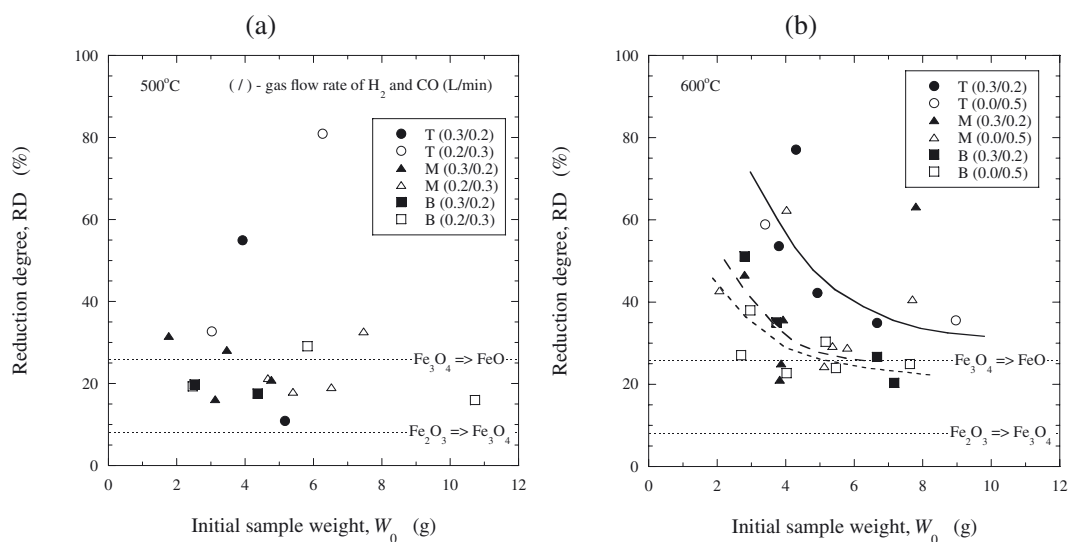 (a)
100
80
60
40
20
0
0 2 4 6 8 10 12
Reduction degree, RD (%)
Initial sample weight, W₀ (g)
500°C ( / ) - gas flow rate of H₂ and CO (L/min)
T (0.3/0.2)
T (0.2/0.3)
M (0.3/0.2)
M (0.2/0.3)
B (0.3/0.2)
B (0.2/0.3)
Fe₃O₄ => FeO
Fe₂O₃ => Fe₃O₄
(b)
100
80
60
40
20
0
0 2 4 6 8 10 12
Reduction degree, RD (%)
Initial sample weight, W₀ (g)
600°C
T (0.3/0.2)
T (0.0/0.5)
M (0.3/0.2)
M (0.0/0.5)
B (0.3/0.2)
B (0.0/0.5)
Fe₃O₄ => FeO
Fe₂O₃ => Fe₃O₄